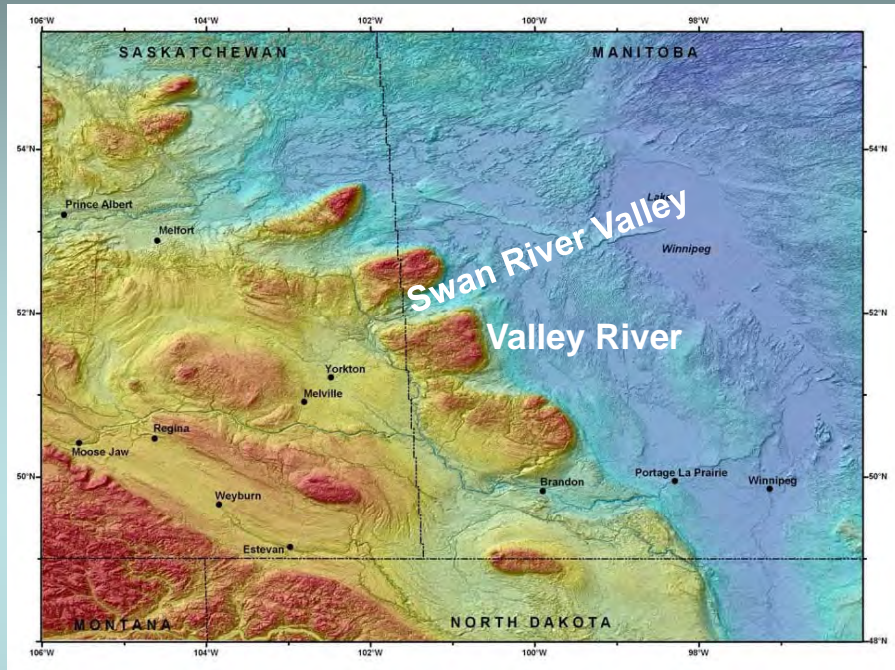 106°W 104°W 102°W 100°W 98°W
SASKATCHEWAN MANITOBA
54°N 54°N
Prince Albert
Lake
Melfort
Swan River Valley
Winnipeg
52°N 52°N
Valley River
Yorkton
Melville
Regina
Moose Jaw
50°N 50°N
Portage La Prairie
Winnipeg
Brandon
Weyburn
Estevan
MONTANA NORTH DAKOTA
48°N
106°W 104°W 102°W 100°W 98°W